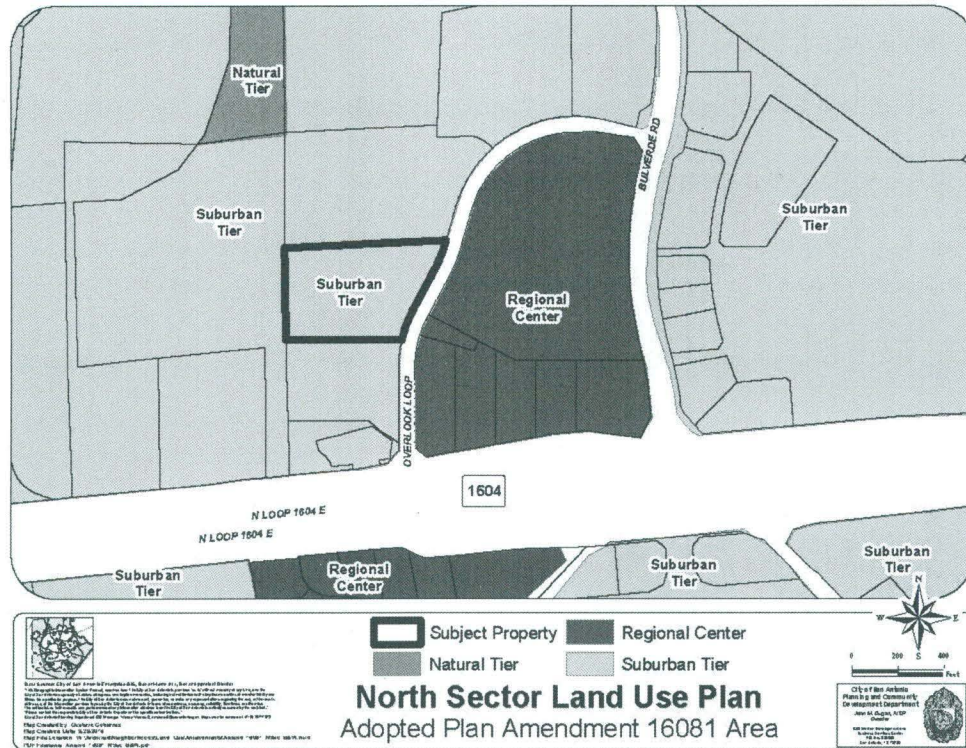 Natural
Tier
BULVERDE RD
Suburban
Tier
Suburban
Tier
Suburban
Tier
Regional
Center
OVERLOOK LOOP
1604
N LOOP 1604 E
N LOOP 1604 E
Suburban
Tier
Regional
Center
Suburban
Tier
Suburban
Tier
N
W E
S
Subject Property
Regional Center
Natural Tier
Suburban Tier
0 200 400
Feet
North Sector Land Use Plan
Adopted Plan Amendment 16081 Area
City of San Antonio
Planning and Community
Development Department